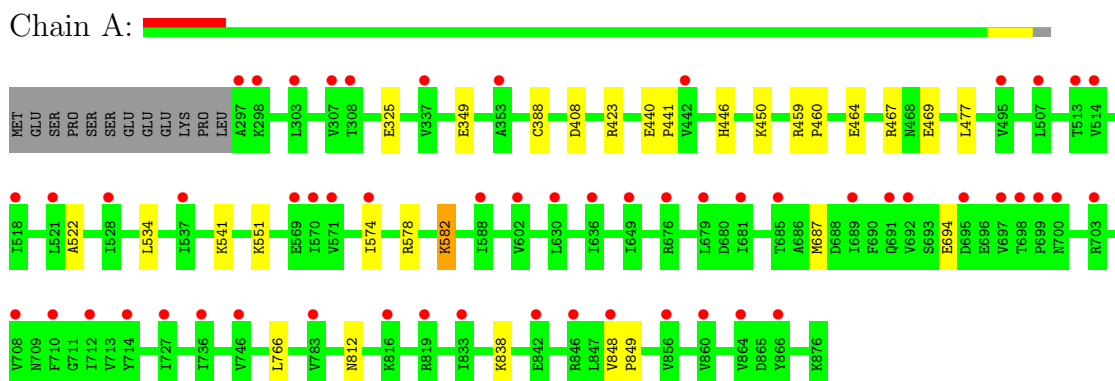 Chain A:
MET GLU SER PRO SER SER GLU GLU GLU LYS PRO LEU A297 K298 L303 V307 T308 E325 V337 E349 A353 C388 D408 R423 E440 P441 V442 H446 K450 R459 P460 E464 R467 N468 E469 L477 V495 L507 T513 V514
I518 L521 A522 I528 L534 I537 K541 K551 E569 I570 V571 I574 R578 K582 I588 V602 L630 I636 I649 R676 L679 D680 I681 T685 A686 M687 D688 I689 F690 Q691 V692 S693 E694 D695 E696 V697 T698 P699 N700 R703
V708 N709 F710 G711 I712 V713 Y714 I727 I736 V746 L766 V783 N812 K816 R819 I833 K838 E842 R846 L847 V848 P849 V856 V860 V864 D865 Y866 K876